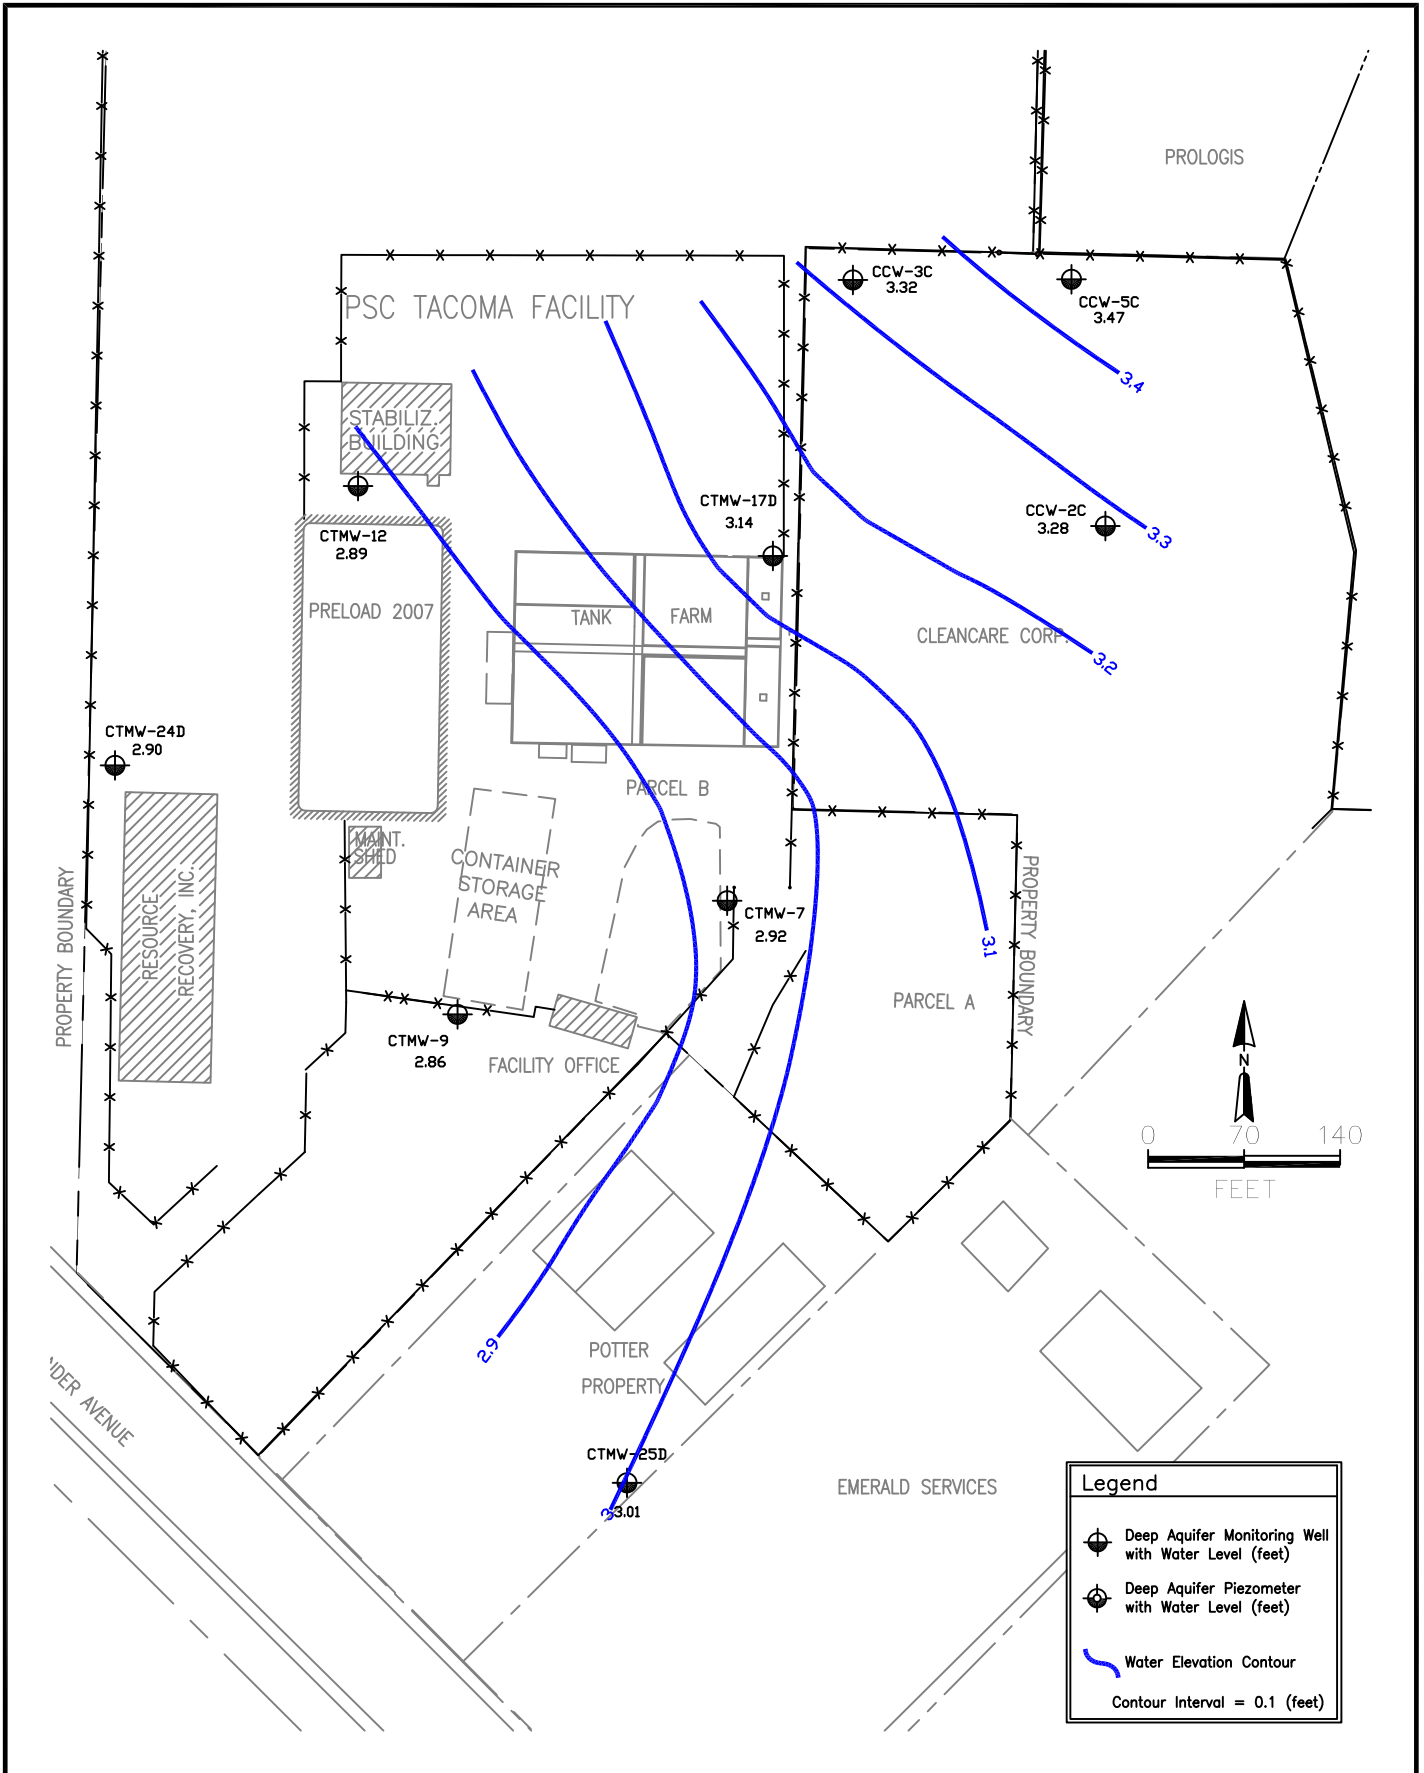 PROLOGIS
CCW-3C
3.32
CCW-5C
3.47
PSC TACOMA FACILITY
3.4
STABILIZ.
BUILDING
CTMW-17D
3.14
CCW-2C
3.28
3.3
CTMW-12
2.89
PRELOAD 2007
TANK FARM
CLEANCARE CORP.
3.2
CTMW-24D
2.90
PARCEL B
MAINT.
SHED
CONTAINER
STORAGE
AREA
PROPERTY BOUNDARY
RESOURCE
RECOVERY, INC.
CTMW-7
2.92
3.1
PROPERTY BOUNDARY
PARCEL A
CTMW-9
2.86
FACILITY OFFICE
N
0 70 140
FEET
2.9
POTTER
PROPERTY
AVENUE
CTMW-25D
3
3.01
EMERALD SERVICES
Legend
Deep Aquifer Monitoring Well
with Water Level (feet)
Deep Aquifer Piezometer
with Water Level (feet)
Water Elevation Contour
Contour Interval = 0.1 (feet)